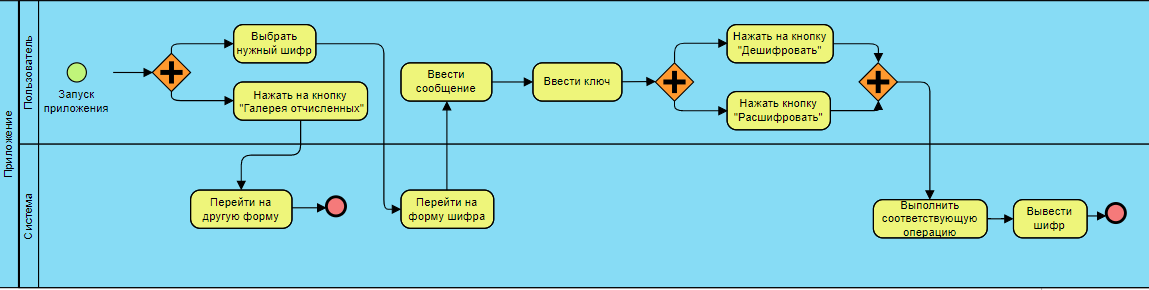 Приложение
Пользователь
Запуск
приложения
Выбрать
нужный шифр
Нажать на кнопку
"Галерея отчисленных"
Ввести
сообщение
Ввести ключ
Нажать на кнопку
"Дешифровать"
Нажать кнопку
"Расшифровать"
Система
Перейти на
другую форму
Перейти на
форму шифра
Выполнить
соответствующую
операцию
Вывести
шифр